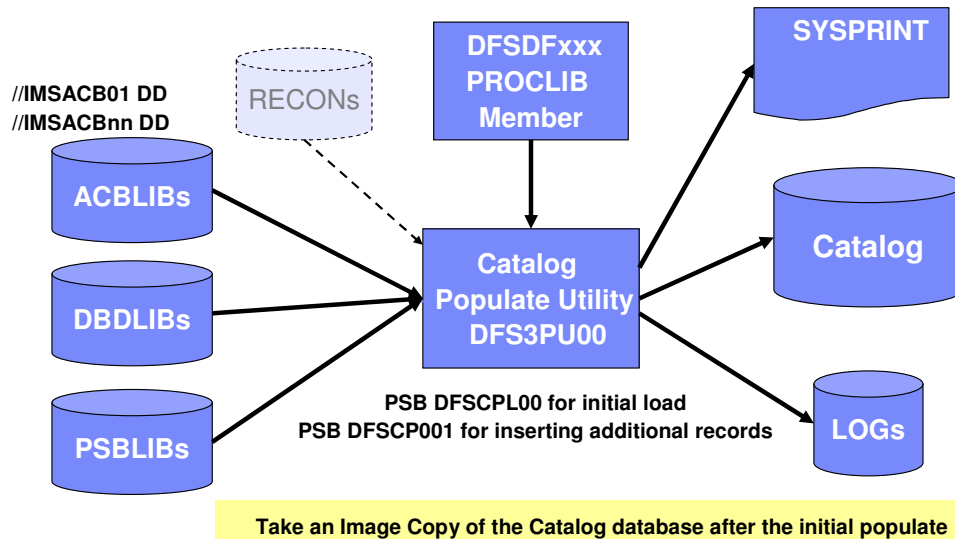 //IMSACB01 DD
//IMSACBnn DD
ACBLIBs
DBDLIBs
PSBLIBs
RECONs
DFSDFxxx
PROCLIB
Member
Catalog
Populate Utility
DFS3PU00
PSB DFSCPL00 for initial load
PSB DFSCP001 for inserting additional records
SYSPRINT
Catalog
LOGs
Take an Image Copy of the Catalog database after the initial populate